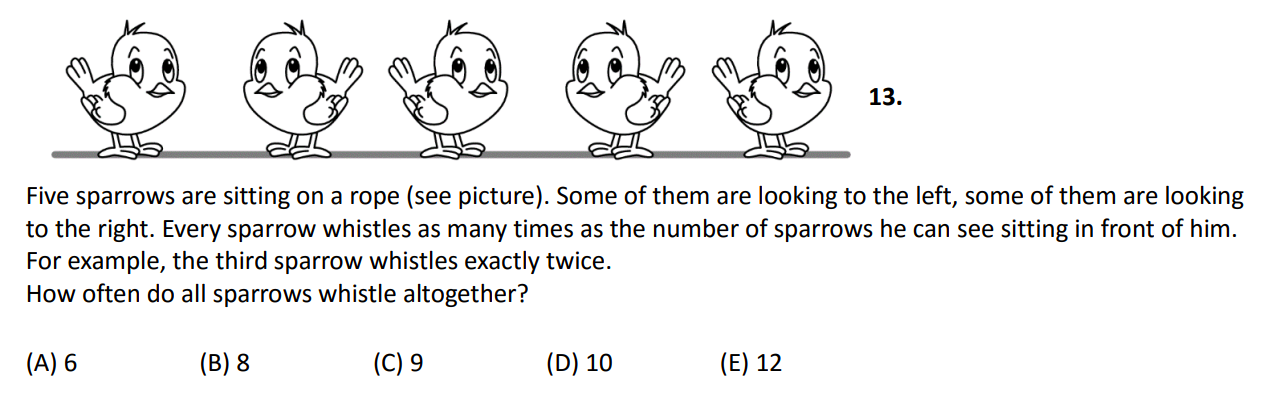 13.
Five sparrows are sitting on a rope (see picture). Some of them are looking to the left, some of them are looking
to the right. Every sparrow whistles as many times as the number of sparrows he can see sitting in front of him.
For example, the third sparrow whistles exactly twice.
How often do all sparrows whistle altogether?
(A) 6 (B) 8 (C) 9 (D) 10 (E) 12